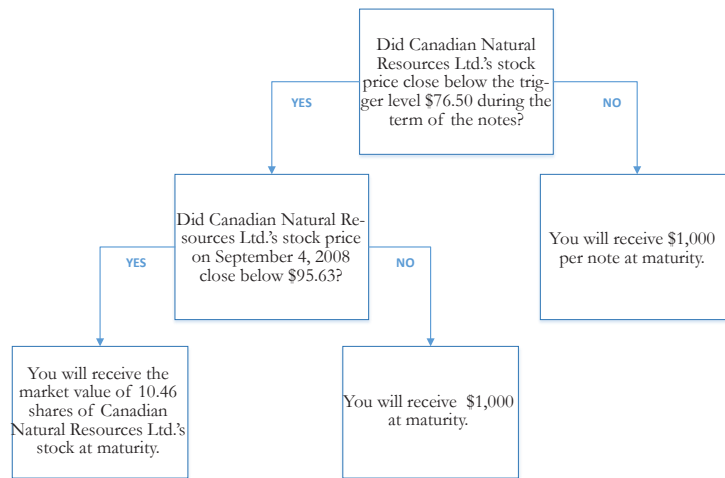 Did Canadian Natural
Resources Ltd.'s stock
price close below the trig-
ger level $76.50 during the
term of the notes?
YES
NO
Did Canadian Natural Re-
sources Ltd.'s stock price
on September 4, 2008
close below $95.63?
You will receive $1,000
per note at maturity.
YES
NO
You will receive the
market value of 10.46
shares of Canadian
Natural Resources Ltd.'s
stock at maturity.
You will receive $1,000
at maturity.